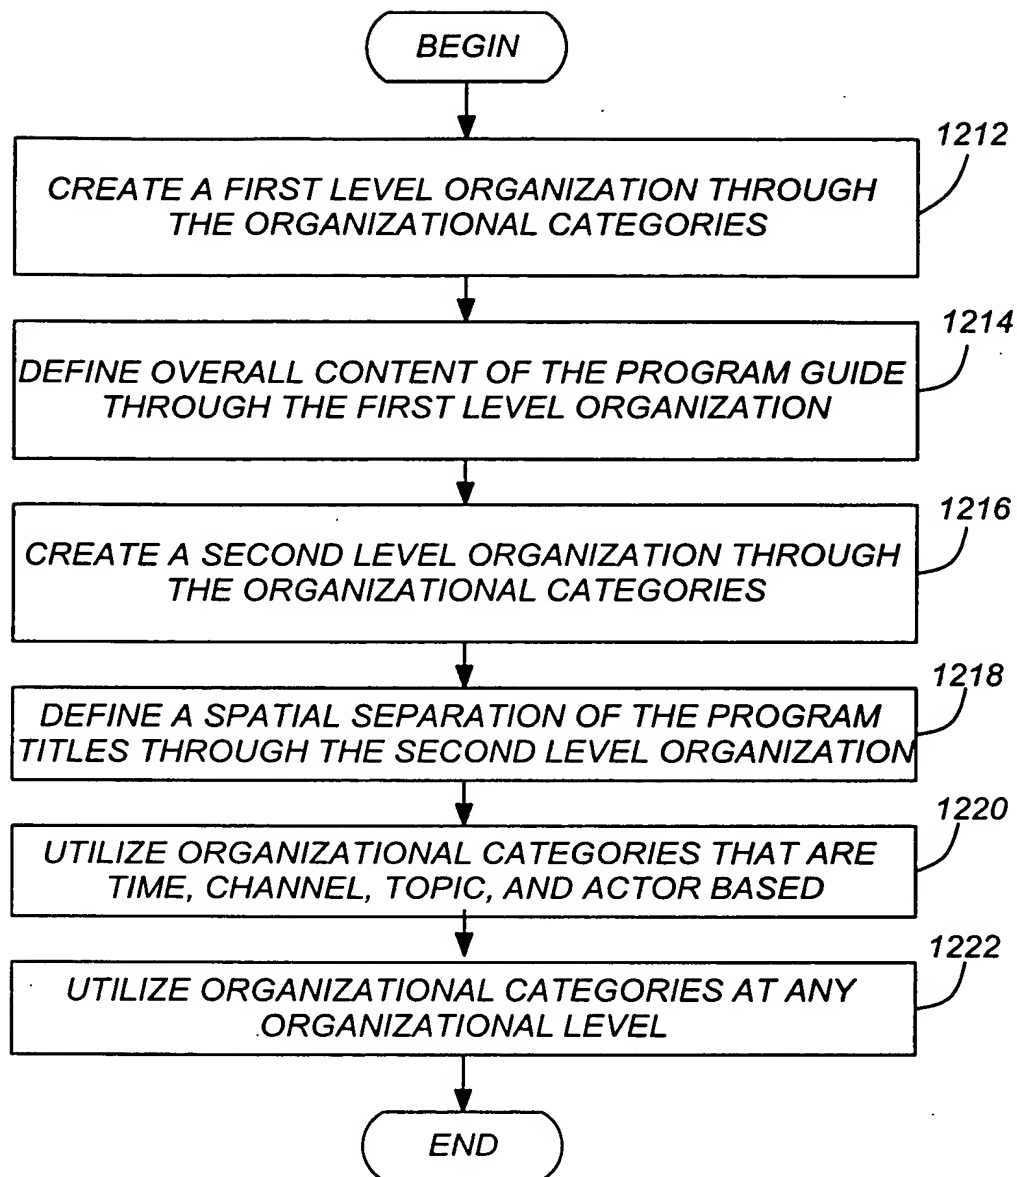 BEGIN
1212
CREATE A FIRST LEVEL ORGANIZATION THROUGH
THE ORGANIZATIONAL CATEGORIES
1214
DEFINE OVERALL CONTENT OF THE PROGRAM GUIDE
THROUGH THE FIRST LEVEL ORGANIZATION
1216
CREATE A SECOND LEVEL ORGANIZATION THROUGH
THE ORGANIZATIONAL CATEGORIES
1218
DEFINE A SPATIAL SEPARATION OF THE PROGRAM
TITLES THROUGH THE SECOND LEVEL ORGANIZATION
1220
UTILIZE ORGANIZATIONAL CATEGORIES THAT ARE
TIME, CHANNEL, TOPIC, AND ACTOR BASED
1222
UTILIZE ORGANIZATIONAL CATEGORIES AT ANY
ORGANIZATIONAL LEVEL
END